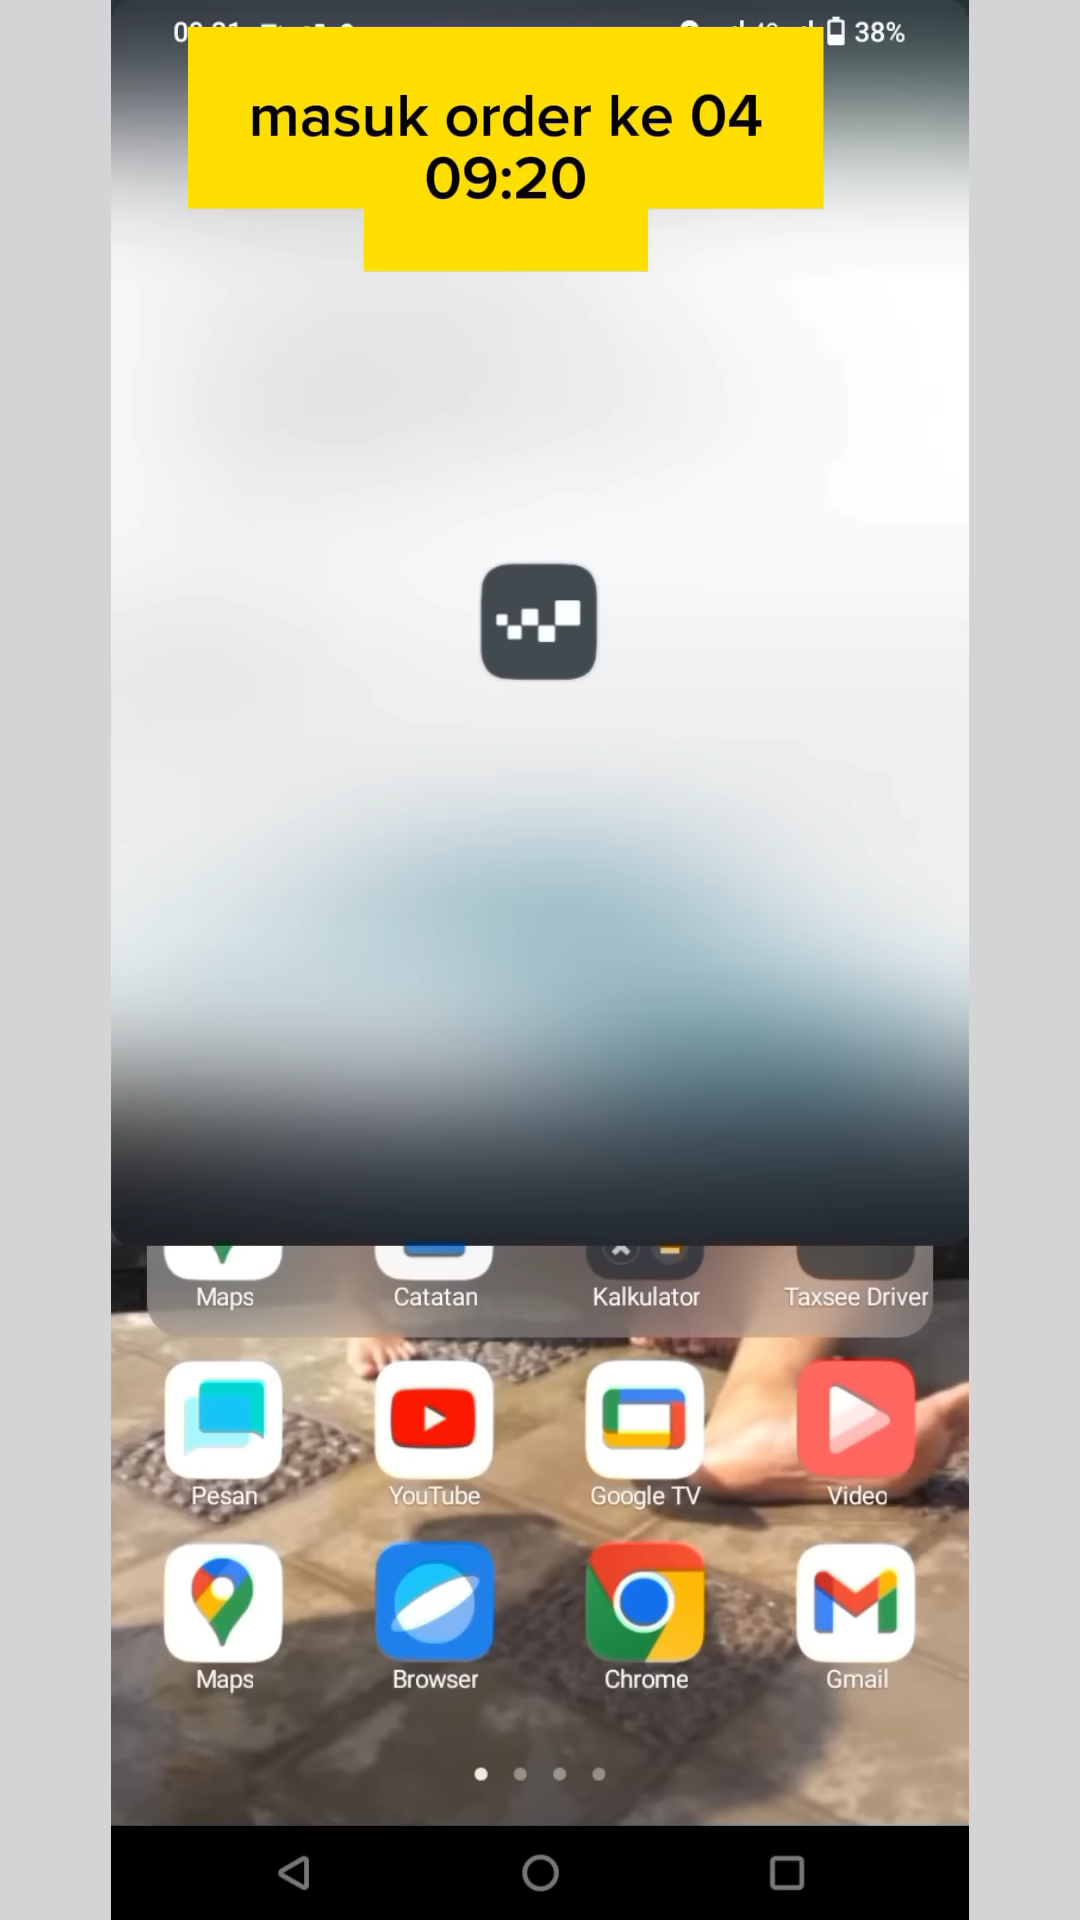 38%
masuk order ke 04
09:20
Maps
Catatan
Kalkulator
Taxsee Driver
Pesan
YouTube
Google TV
Video
Maps
Browser
Chrome
Gmail